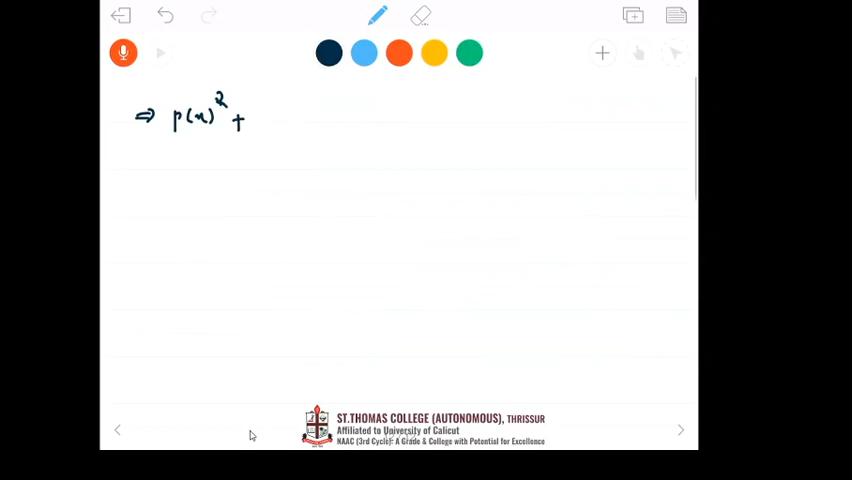 ⇒ p(x)² +
ST.THOMAS COLLEGE (AUTONOMOUS), THRISSUR
Affiliated to University of Calicut
NAAC (3rd Cycle): A Grade & College with Potential for Excellence